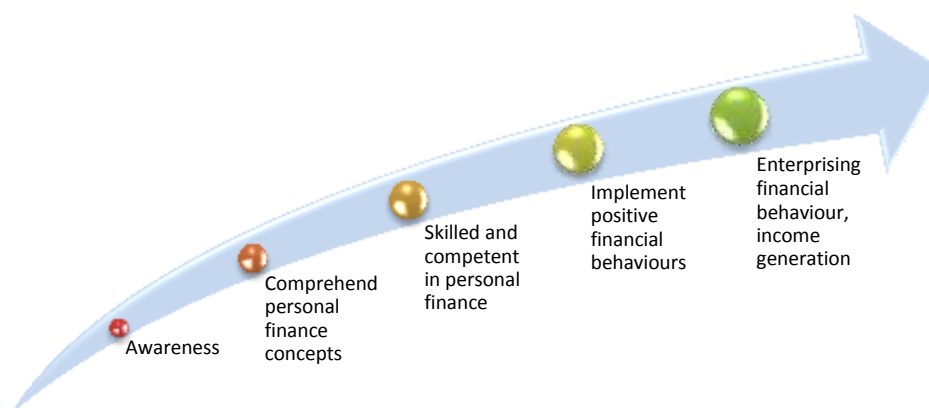 Awareness
Comprehend
personal
finance
concepts
Skilled and
competent
in personal
finance
Implement
positive
financial
behaviours
Enterprising
financial
behaviour,
income
generation